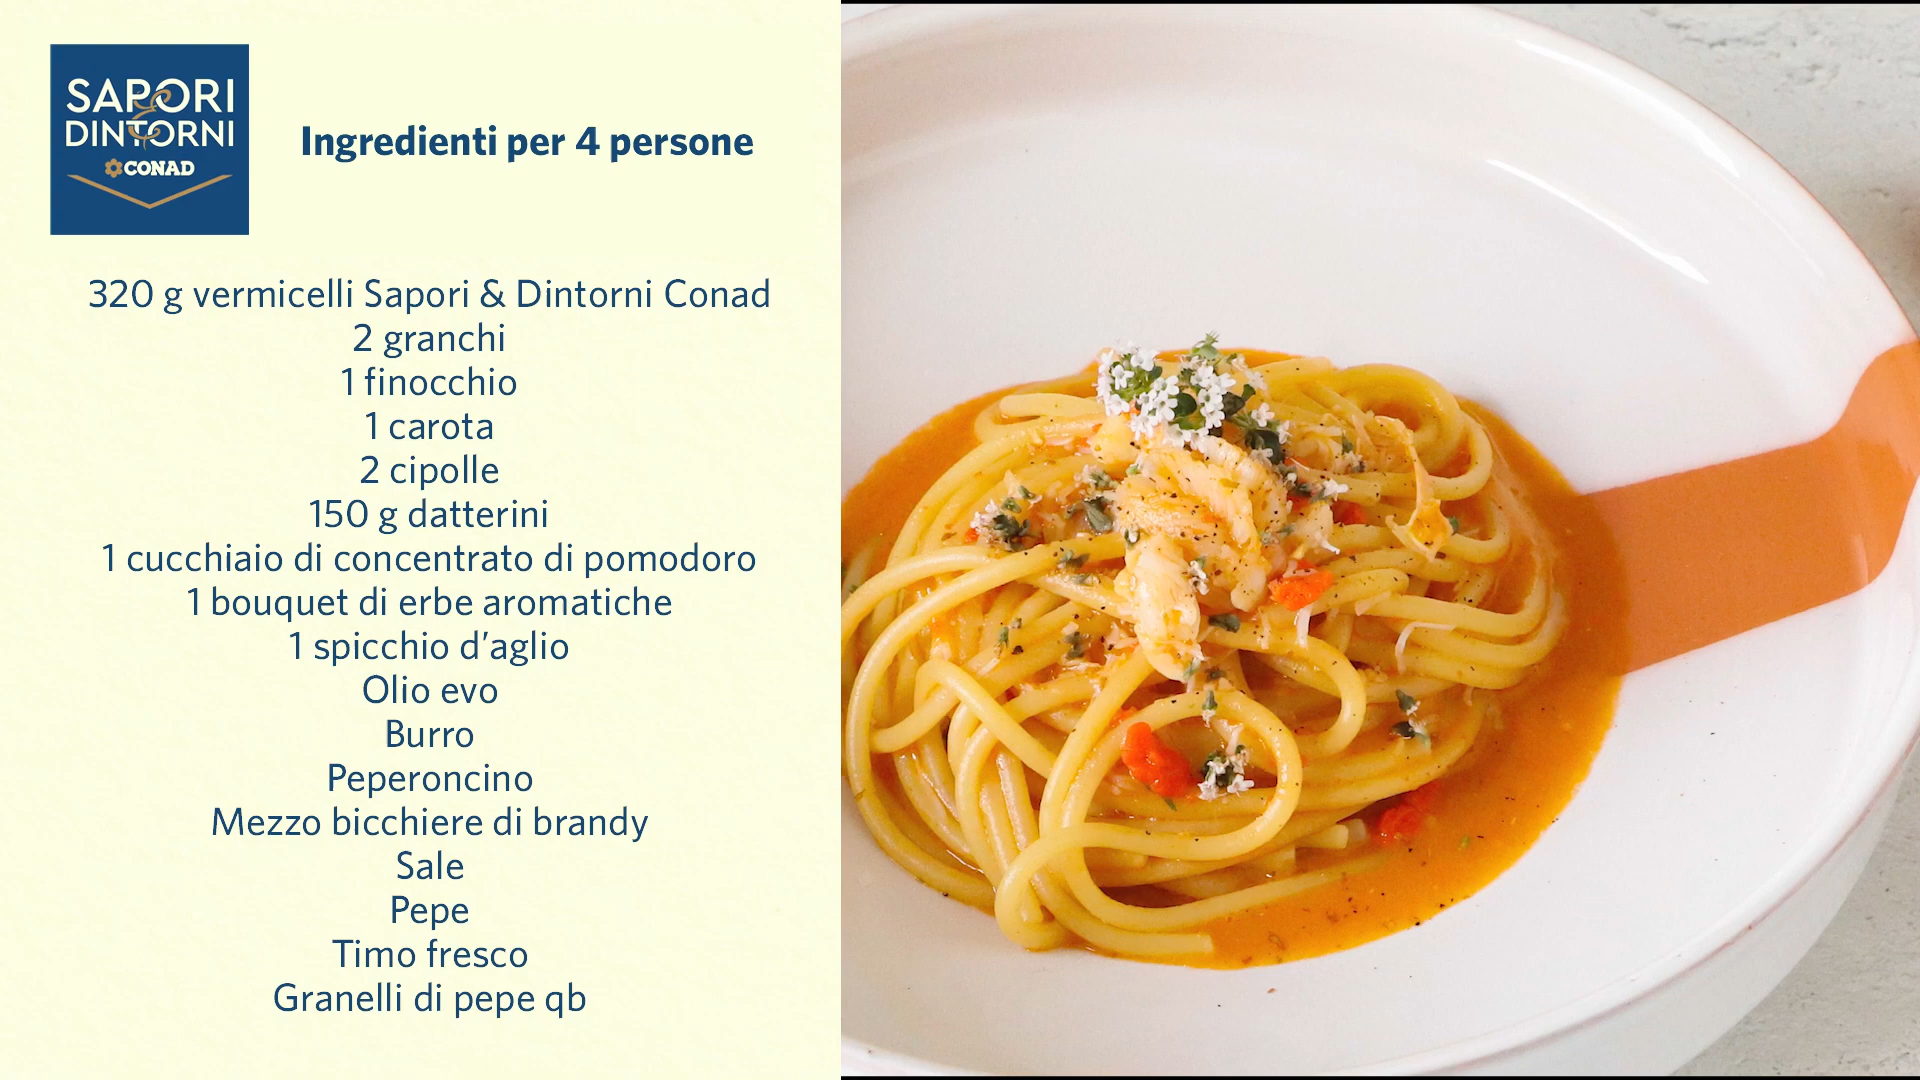 SAPORI
&
DINTORNI
CONAD
Ingredienti per 4 persone
320 g vermicelli Sapori & Dintorni Conad
2 granchi
1 finocchio
1 carota
2 cipolle
150 g datterini
1 cucchiaio di concentrato di pomodoro
1 bouquet di erbe aromatiche
1 spicchio d’aglio
Olio evo
Burro
Peperoncino
Mezzo bicchiere di brandy
Sale
Pepe
Timo fresco
Granelli di pepe qb